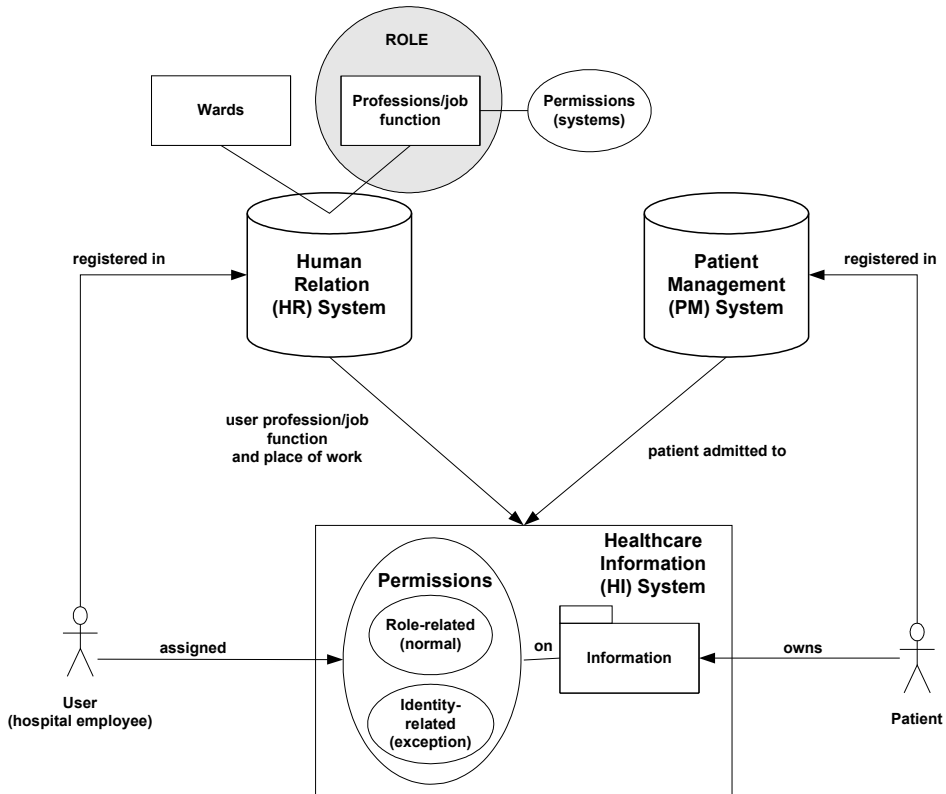 ROLE
Wards
Professions/job
function
Permissions
(systems)
registered in
Human
Relation
(HR) System
Patient
Management
(PM) System
registered in
user profession/job
function
and place of work
patient admitted to
Healthcare
Information
(HI) System
Permissions
Role-related
(normal)
Identity-
related
(exception)
on
Information
assigned
owns
User
(hospital employee)
Patient